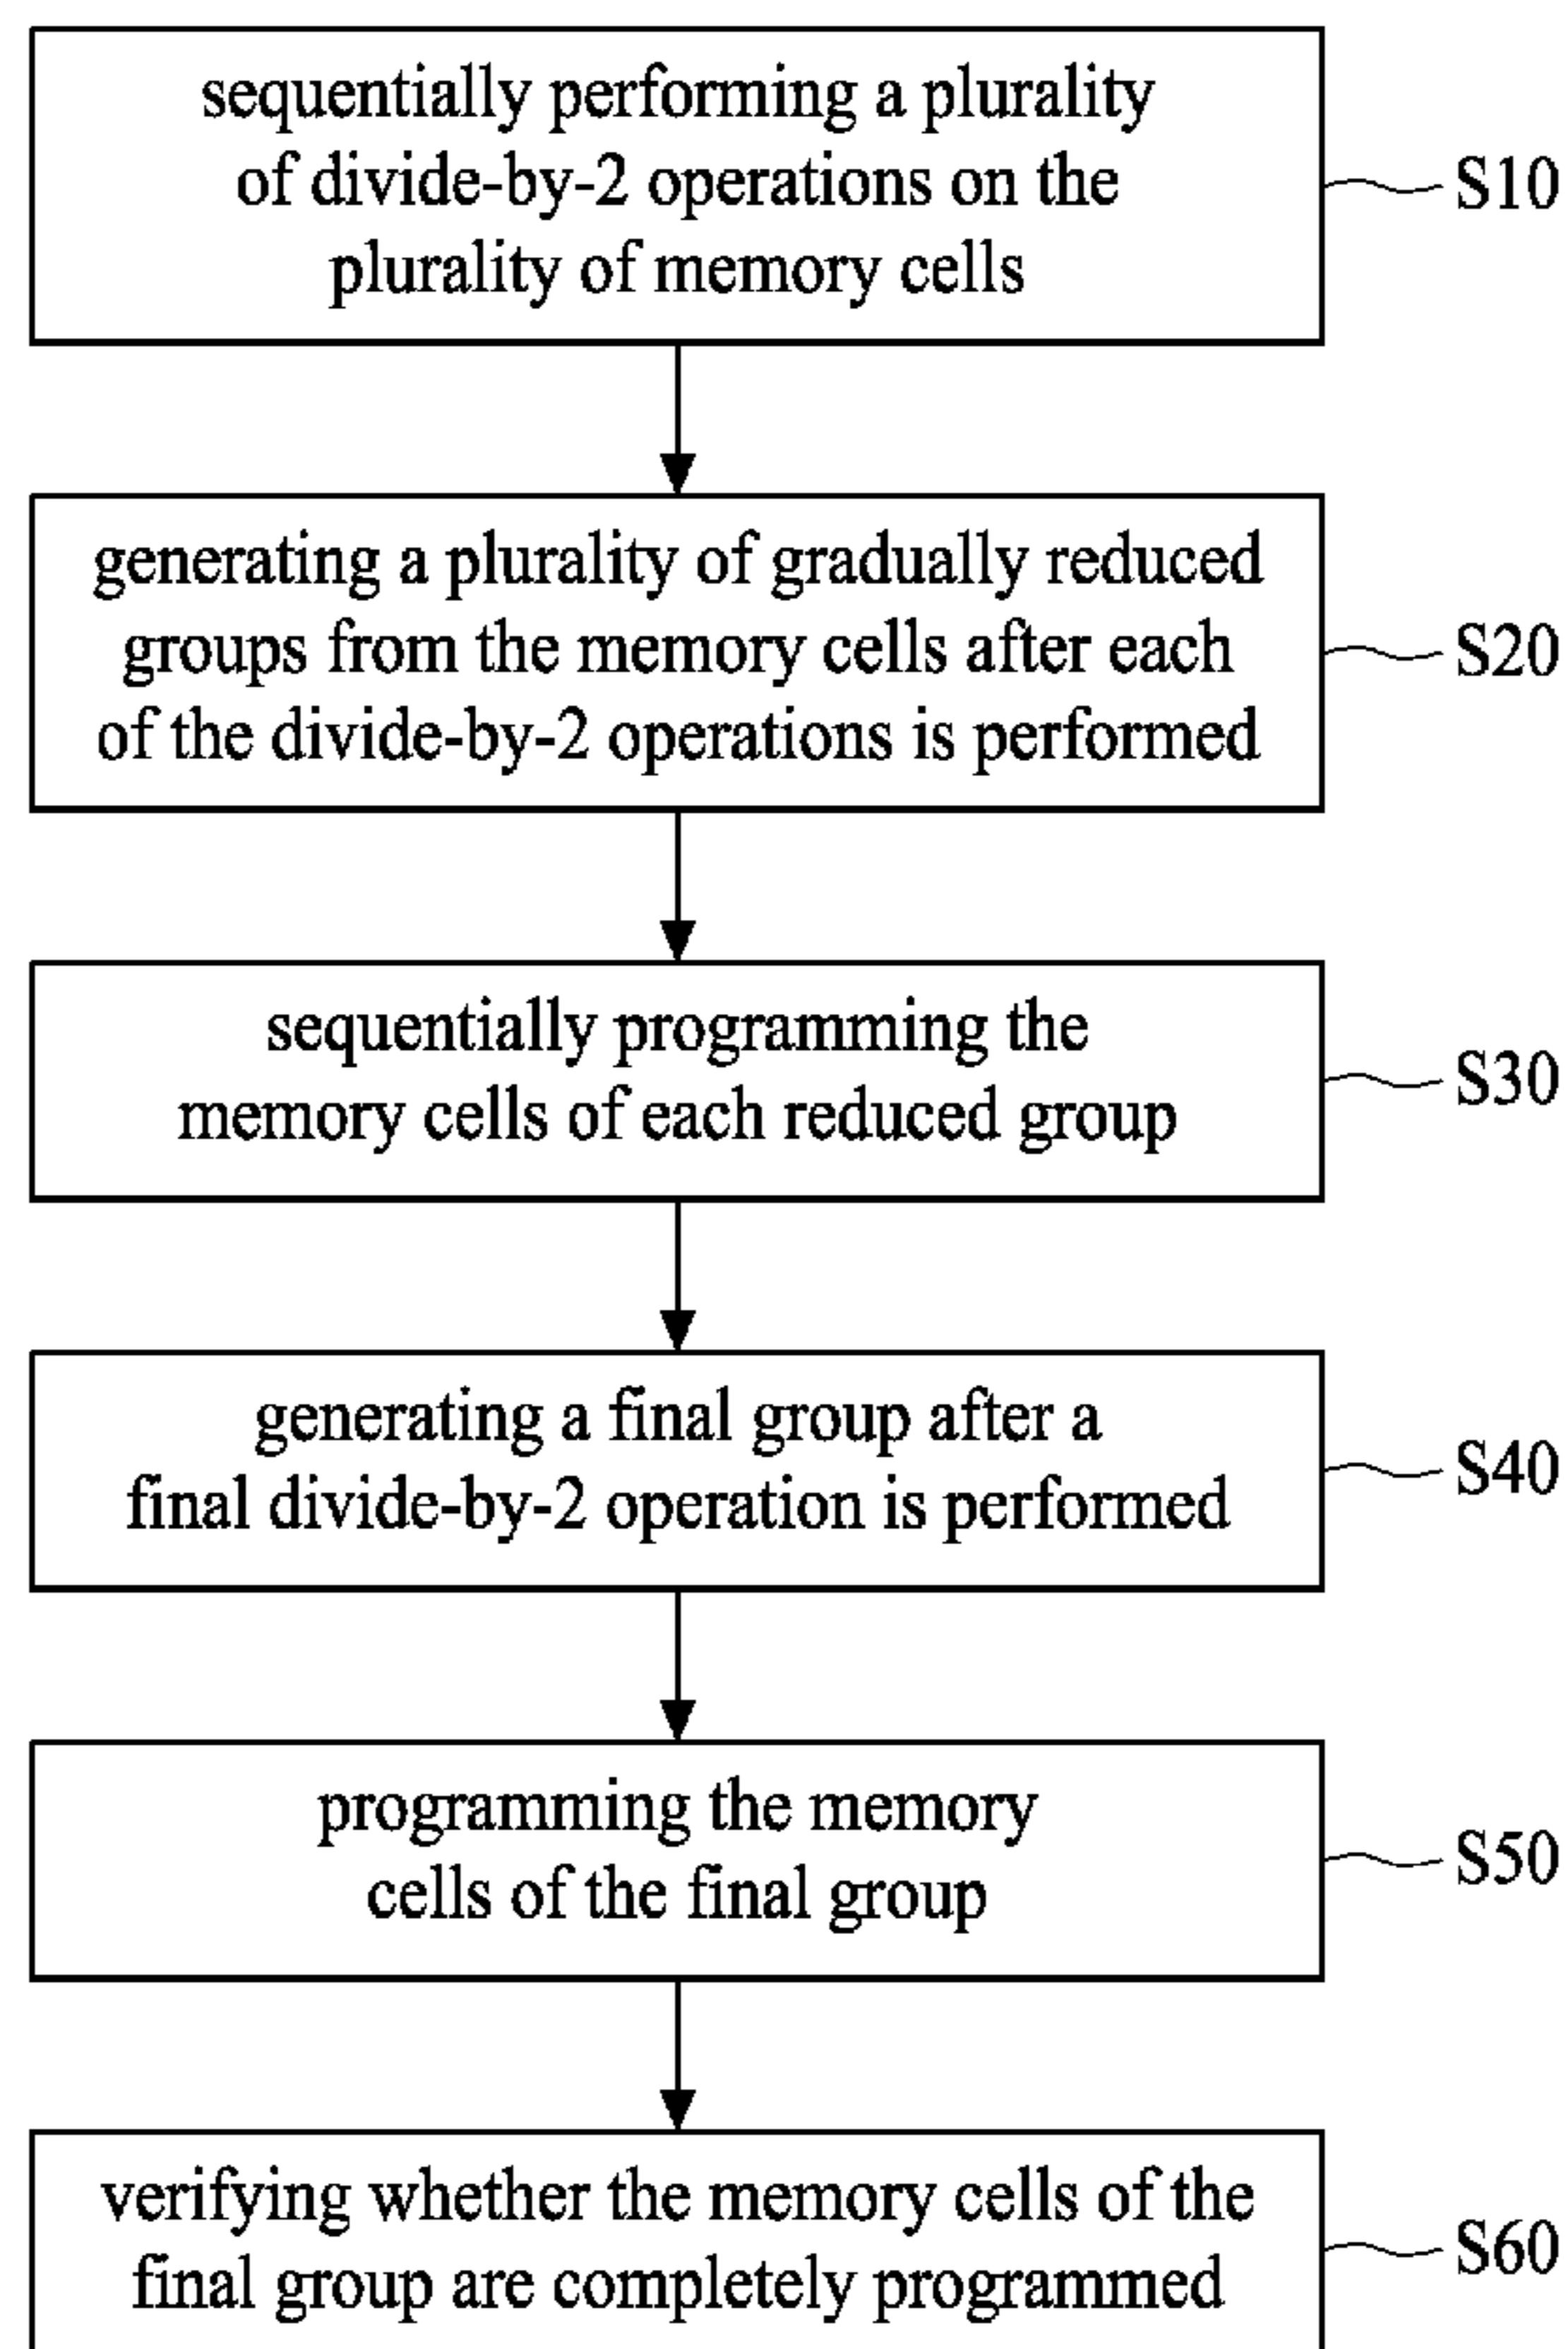 sequentially performing a plurality
of divide-by-2 operations on the
plurality of memory cells
S10
generating a plurality of gradually reduced
groups from the memory cells after each
of the divide-by-2 operations is performed
S20
sequentially programming the
memory cells of each reduced group
S30
generating a final group after a
final divide-by-2 operation is performed
S40
programming the memory
cells of the final group
S50
verifying whether the memory cells of the
final group are completely programmed
S60